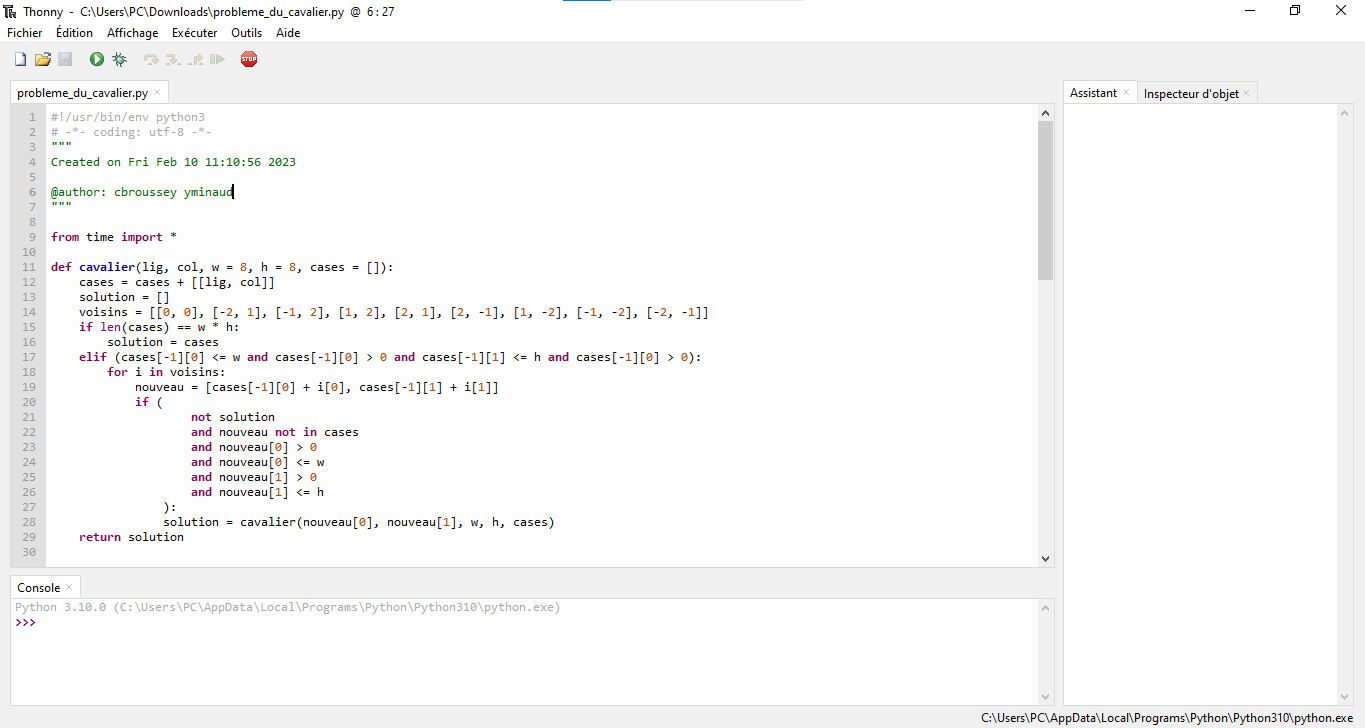 Thonny - C:\Users\PC\Downloads\probleme_du_cavalier.py @ 6:27
Fichier Édition Affichage Exécuter Outils Aide
STOP
probleme_du_cavalier.py
1 #!/usr/bin/env python3
2 # -*- coding: utf-8 -*-
3 """
4 Created on Fri Feb 10 11:10:56 2023
5
6 @author: cbroussey yminaud
7 """
8
9 from time import *
10
11 def cavalier(lig, col, w = 8, h = 8, cases = []):
12     cases = cases + [[lig, col]]
13     solution = []
14     voisins = [[0, 0], [-2, 1], [-1, 2], [1, 2], [2, 1], [2, -1], [1, -2], [-1, -2], [-2, -1]]
15     if len(cases) == w * h:
16         solution = cases
17     elif (cases[-1][0] <= w and cases[-1][0] > 0 and cases[-1][1] <= h and cases[-1][0] > 0):
18         for i in voisins:
19             nouveau = [cases[-1][0] + i[0], cases[-1][1] + i[1]]
20             if (
21                     not solution
22                     and nouveau not in cases
23                     and nouveau[0] > 0
24                     and nouveau[0] <= w
25                     and nouveau[1] > 0
26                     and nouveau[1] <= h
27                 ):
28                 solution = cavalier(nouveau[0], nouveau[1], w, h, cases)
29     return solution
30
Console
Python 3.10.0 (C:\Users\PC\AppData\Local\Programs\Python\Python310\python.exe)
>>>
Assistant Inspecteur d'objet
C:\Users\PC\AppData\Local\Programs\Python\Python310\python.exe